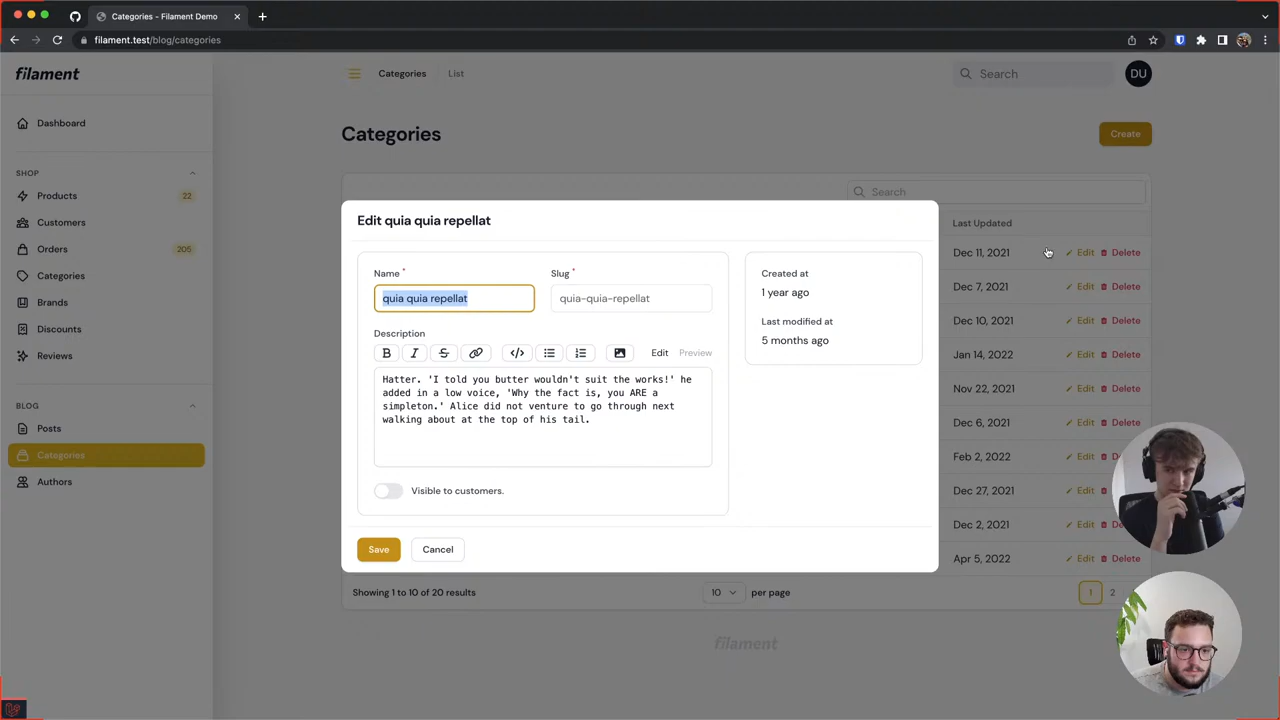 Categories - Filament Demo
filament.test/blog/categories
filament
Categories
List
Search
DU
Dashboard
Categories
Create
SHOP
Products
22
Customers
Orders
205
Categories
Brands
Discounts
Reviews
BLOG
Posts
Categories
Authors
Search
Last Updated
Dec 11, 2021 Edit Delete
Dec 7, 2021 Edit Delete
Dec 10, 2021 Edit Delete
Jan 14, 2022 Edit Delete
Nov 22, 2021 Edit Delete
Dec 6, 2021 Edit Delete
Feb 2, 2022 Edit
Dec 27, 2021 Edit
Dec 2, 2021 Edit
Apr 5, 2022 Edit Delete
Edit quia quia repellat
Name *
Slug *
quia quia repellat
quia-quia-repellat
Description
B I S
Edit Preview
Hatter. 'I told you butter wouldn't suit the works!' he
added in a low voice, 'Why the fact is, you ARE a
simpleton.' Alice did not venture to go through next
walking about at the top of his tail.
Visible to customers.
Created at
1 year ago
Last modified at
5 months ago
Save
Cancel
Showing 1 to 10 of 20 results
10
per page
1 2
filament